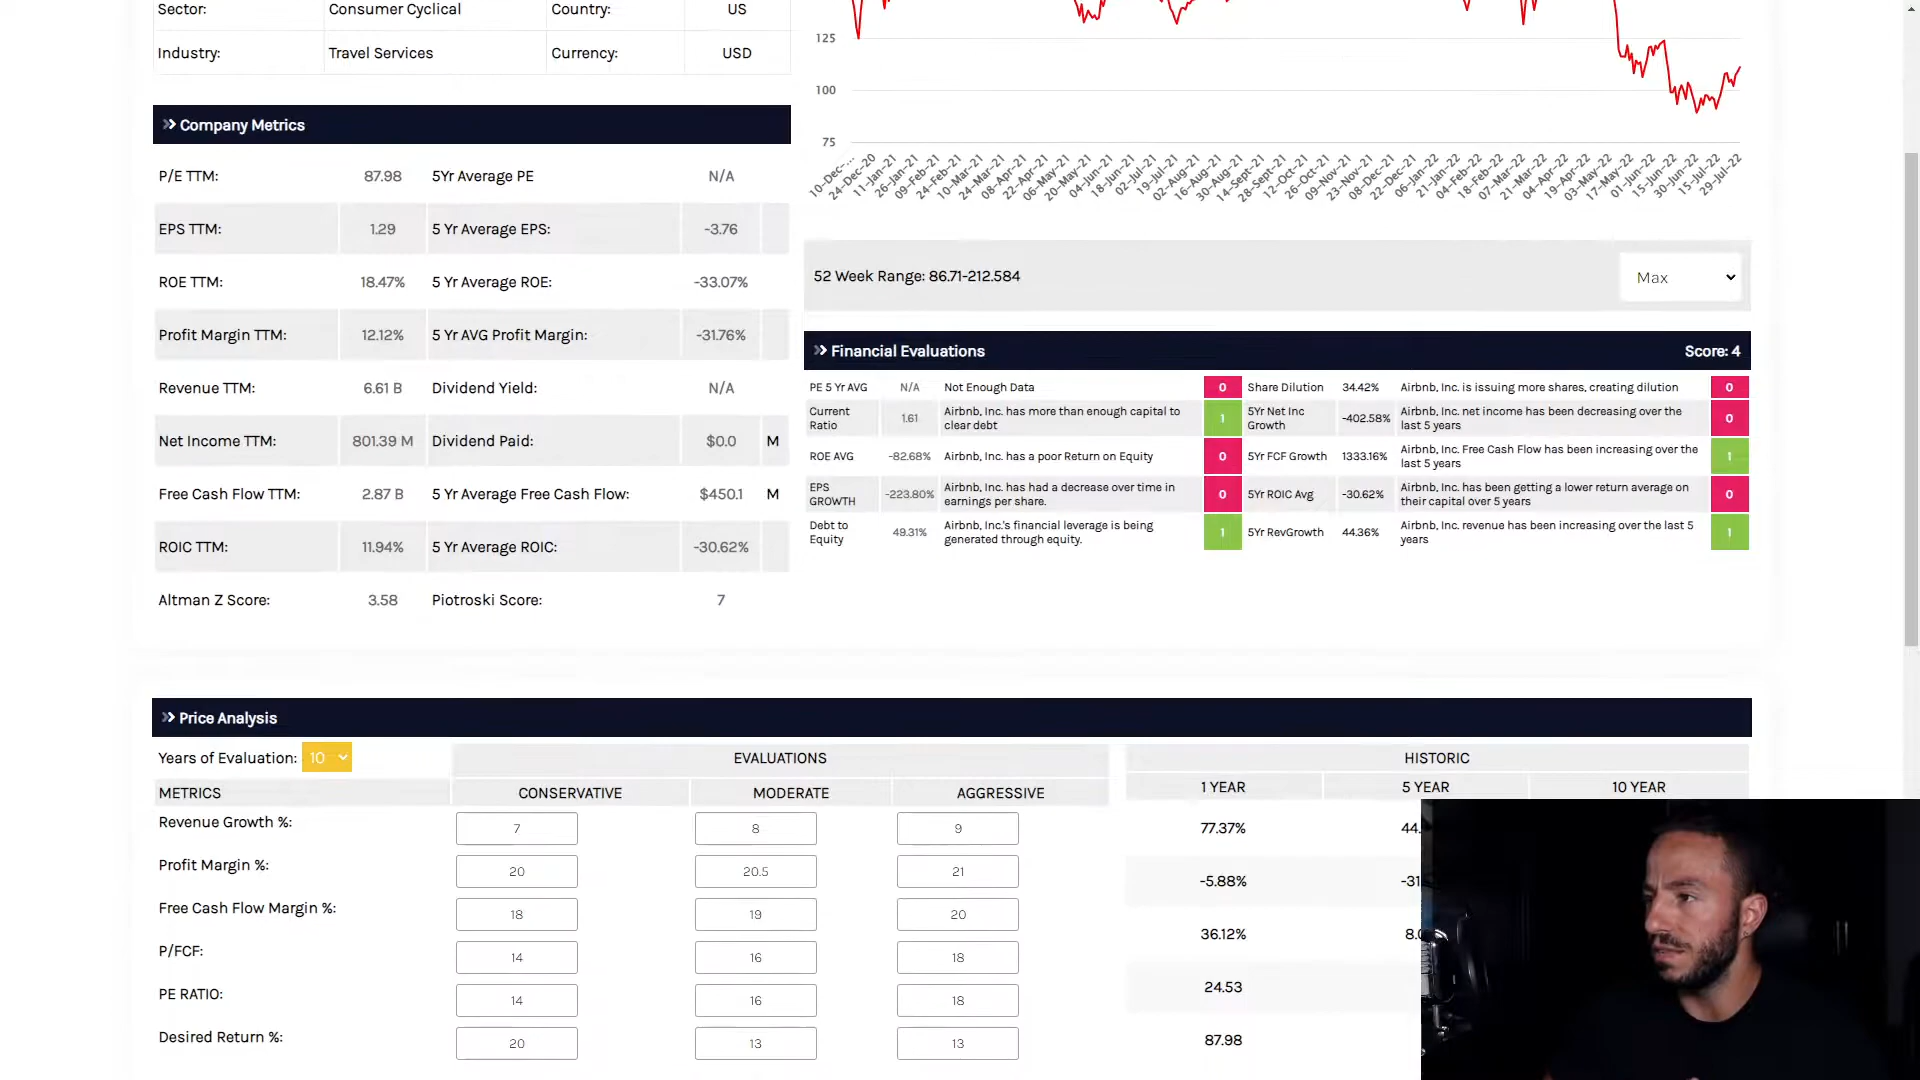 Sector: Consumer Cyclical Country: US
Industry: Travel Services Currency: USD
125
100
75
10-Dec-... 24-Dec-20 11-Jan-21 26-Jan-21 09-Feb-21 24-Feb-21 10-Mar-21 24-Mar-21 08-Apr-21 22-Apr-21 06-May-21 20-May-21 04-Jun-21 18-Jun-21 02-Jul-21 19-Jul-21 02-Aug-21 16-Aug-21 30-Aug-21 14-Sept-21 28-Sept-21 12-Oct-21 26-Oct-21 09-Nov-21 23-Nov-21 08-Dec-21 22-Dec-21 06-Jan-22 21-Jan-22 04-Feb-22 18-Feb-22 07-Mar-22 21-Mar-22 04-Apr-22 19-Apr-22 03-May-22 17-May-22 01-Jun-22 15-Jun-22 30-Jun-22 15-Jul-22 29-Jul-22
Company Metrics
P/E TTM: 87.98 5Yr Average PE N/A
EPS TTM: 1.29 5 Yr Average EPS: -3.76
ROE TTM: 18.47% 5 Yr Average ROE: -33.07%
Profit Margin TTM: 12.12% 5 Yr AVG Profit Margin: -31.76%
Revenue TTM: 6.61 B Dividend Yield: N/A
Net Income TTM: 801.39 M Dividend Paid: $0.0 M
Free Cash Flow TTM: 2.87 B 5 Yr Average Free Cash Flow: $450.1 M
ROIC TTM: 11.94% 5 Yr Average ROIC: -30.62%
Altman Z Score: 3.58 Piotroski Score: 7
52 Week Range: 86.71-212.584 Max
Financial Evaluations Score: 4
PE 5 Yr AVG N/A Not Enough Data 0 Share Dilution 34.42% Airbnb, Inc. is issuing more shares, creating dilution 0
Current Ratio 1.61 Airbnb, Inc. has more than enough capital to clear debt 1 5Yr Net Inc Growth -402.58% Airbnb, Inc. net income has been decreasing over the last 5 years 0
ROE AVG -82.68% Airbnb, Inc. has a poor Return on Equity 0 5Yr FCF Growth 1333.16% Airbnb, Inc. Free Cash Flow has been increasing over the last 5 years 1
EPS GROWTH -223.80% Airbnb, Inc. has had a decrease over time in earnings per share. 0 5Yr ROIC Avg -30.62% Airbnb, Inc. has been getting a lower return average on their capital over 5 years 0
Debt to Equity 49.31% Airbnb, Inc.'s financial leverage is being generated through equity. 1 5Yr RevGrowth 44.36% Airbnb, Inc. revenue has been increasing over the last 5 years 1
Price Analysis
Years of Evaluation: 10 EVALUATIONS HISTORIC
METRICS CONSERVATIVE MODERATE AGGRESSIVE 1 YEAR 5 YEAR 10 YEAR
Revenue Growth %: 7 8 9 77.37% 44.
Profit Margin %: 20 20.5 21 -5.88% -31
Free Cash Flow Margin %: 18 19 20 36.12% 8.0
P/FCF: 14 16 18 24.53
PE RATIO: 14 16 18 87.98
Desired Return %: 20 13 13